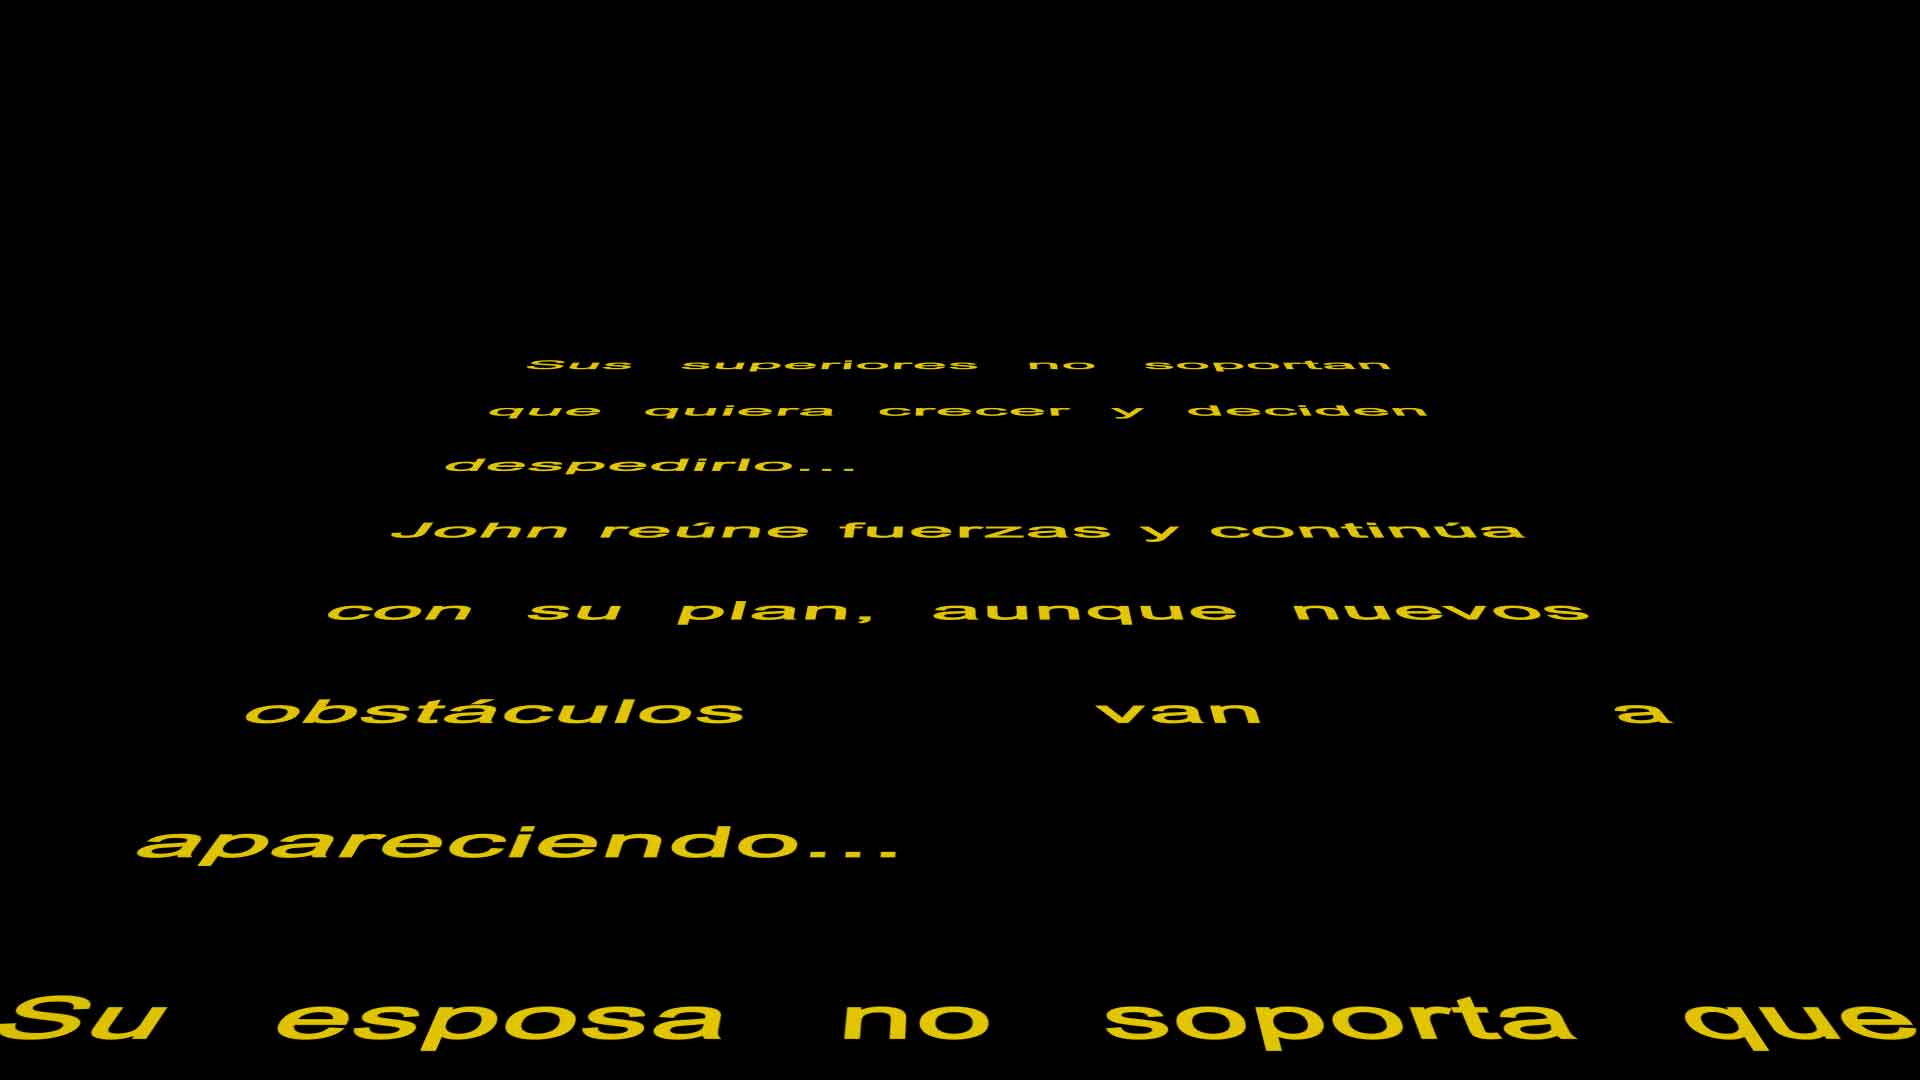 Sus superiores no soportan
que quiera crecer y deciden
despedirlo...
John reúne fuerzas y continúa
con su plan, aunque nuevos
obstáculos van a
apareciendo...
Su esposa no soporta que